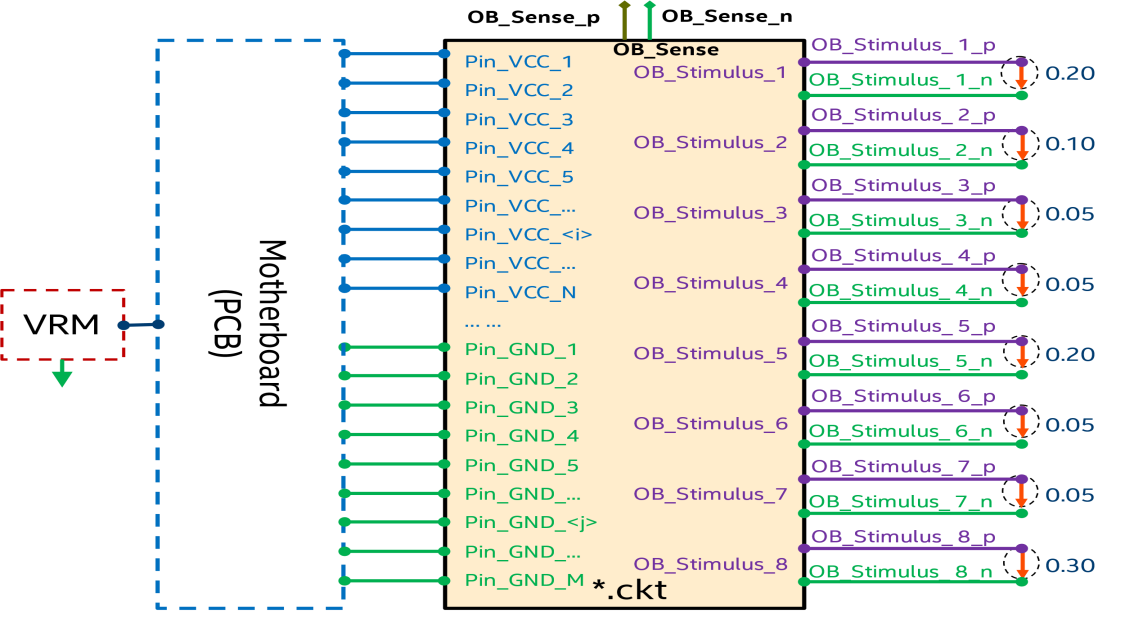 OB_Sense_p
OB_Sense_n
OB_Sense
VRM
Motherboard
(PCB)
Pin_VCC_1
Pin_VCC_2
Pin_VCC_3
Pin_VCC_4
Pin_VCC_5
Pin_VCC_...
Pin_VCC_<i>
Pin_VCC_...
Pin_VCC_N
... ...
Pin_GND_1
Pin_GND_2
Pin_GND_3
Pin_GND_4
Pin_GND_5
Pin_GND_...
Pin_GND_<j>
Pin_GND_...
Pin_GND_M
*.ckt
OB_Stimulus_1
OB_Stimulus_2
OB_Stimulus_3
OB_Stimulus_4
OB_Stimulus_5
OB_Stimulus_6
OB_Stimulus_7
OB_Stimulus_8
OB_Stimulus_ 1_p
OB_Stimulus_ 1_n
0.20
OB_Stimulus_ 2_p
OB_Stimulus_ 2_n
0.10
OB_Stimulus_ 3_p
OB_Stimulus_ 3_n
0.05
OB_Stimulus_ 4_p
OB_Stimulus_ 4_n
0.05
OB_Stimulus_ 5_p
OB_Stimulus_ 5_n
0.20
OB_Stimulus_ 6_p
OB_Stimulus_ 6_n
0.05
OB_Stimulus_ 7_p
OB_Stimulus_ 7_n
0.05
OB_Stimulus_ 8_p
OB_Stimulus_ 8_n
0.30